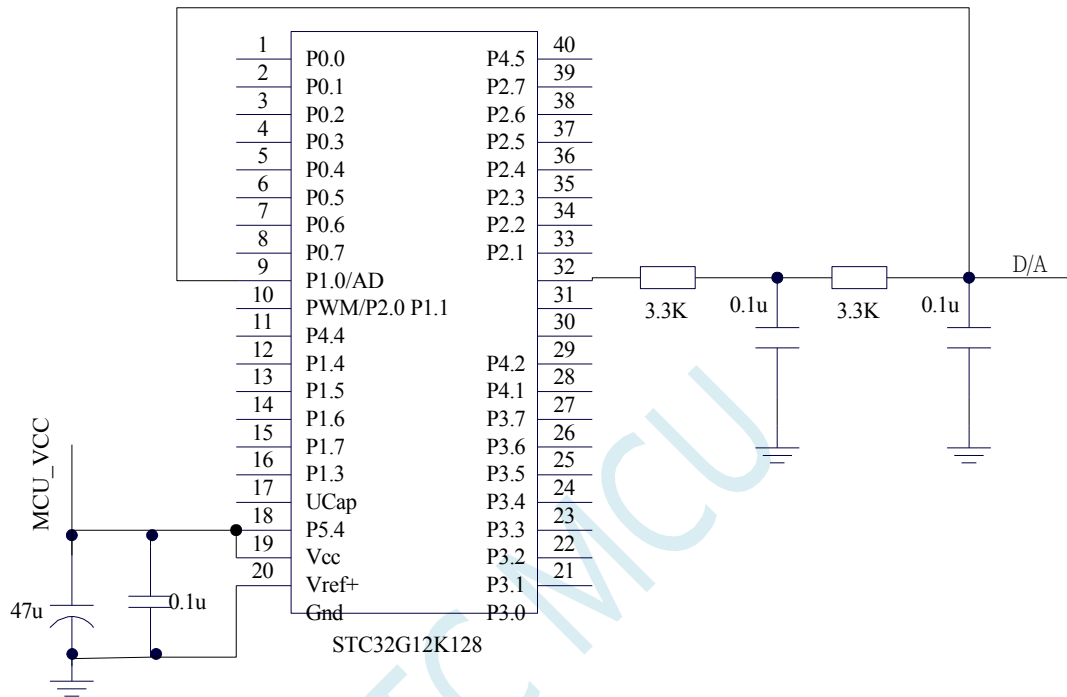 1 P0.0 P4.5 40
2 P0.1 P2.7 39
3 P0.2 P2.6 38
4 P0.3 P2.5 37
5 P0.4 P2.4 36
6 P0.5 P2.3 35
7 P0.6 P2.2 34
8 P0.7 P2.1 33
9 P1.0/AD 32
D/A
10 PWM/P2.0 P1.1 31
3.3K 0.1u 3.3K 0.1u
11 P4.4 30
12 P1.4 P4.2 29
13 P1.5 P4.1 28
14 P1.6 P3.7 27
15 P1.7 P3.6 26
16 P1.3 P3.5 25
17 UCap P3.4 24
18 P5.4 P3.3 23
19 Vcc P3.2 22
20 Vref+ P3.1 21
Gnd P3.0
MCU_VCC
47u 0.1u
STC32G12K128
STC MCU